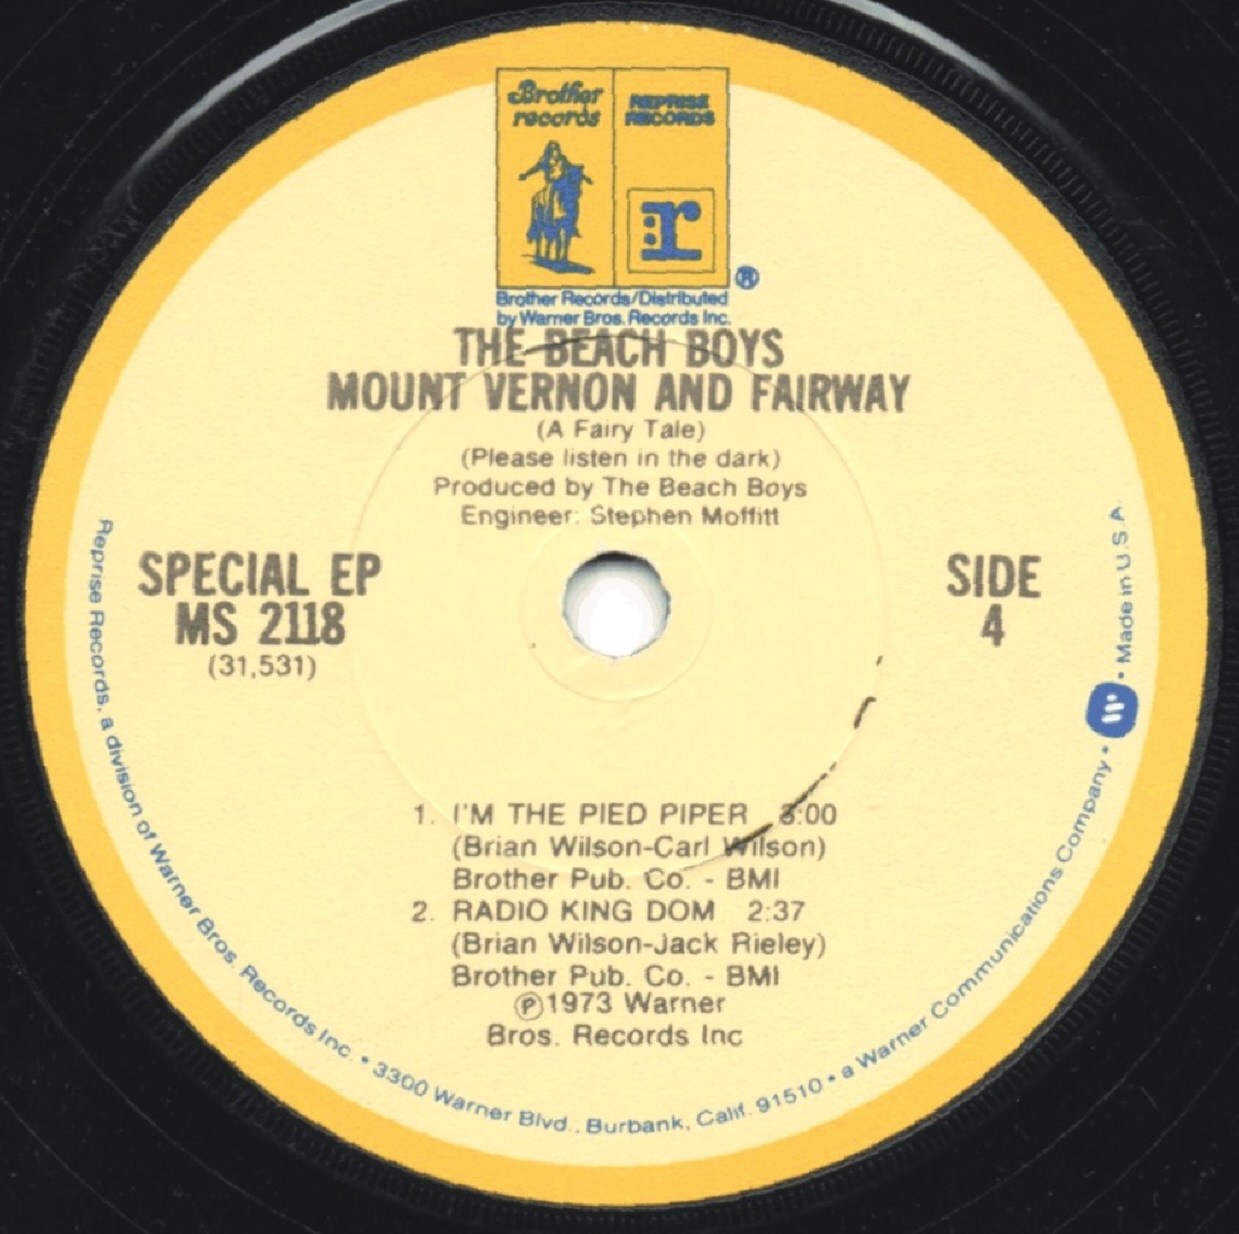 Brother
records
REPRISE
RECORDS
r
®
Brother Records/Distributed
by Warner Bros. Records Inc.
THE BEACH BOYS
MOUNT VERNON AND FAIRWAY
(A Fairy Tale)
(Please listen in the dark)
Produced by The Beach Boys
Engineer: Stephen Moffitt
SPECIAL EP
MS 2118
(31,531)
SIDE
4
1. I'M THE PIED PIPER 3:00
(Brian Wilson-Carl Wilson)
Brother Pub. Co. - BMI
2. RADIO KING DOM 2:37
(Brian Wilson-Jack Rieley)
Brother Pub. Co. - BMI
℗1973 Warner
Bros. Records Inc
Reprise Records, a division of Warner Bros. Records Inc. • 3300 Warner Blvd., Burbank, Calif. 91510 • a Warner Communications Company • W • Made in U.S.A.